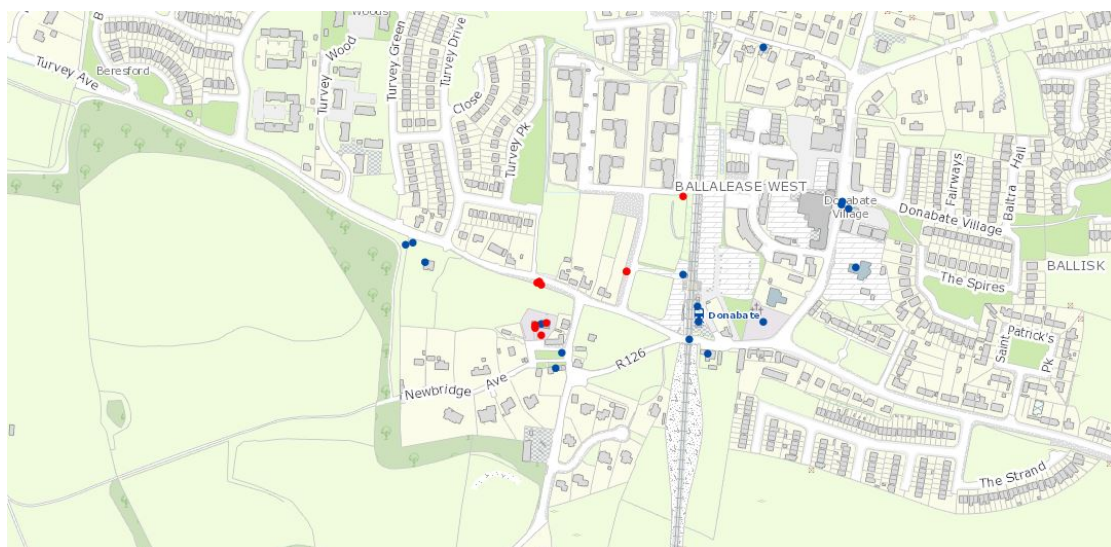 Woods
Turvey Ave
Beresford
Turvey Wood
Turvey Green
Turvey Drive
Close
Turvey Pk
BALLALEASE WEST
Donabate
Village
Donabate Village
Fairways
Baltra Hall
BALLISK
The Spires
Donabate
Saint Patrick's
Pk
R126
Newbridge Ave
The Strand